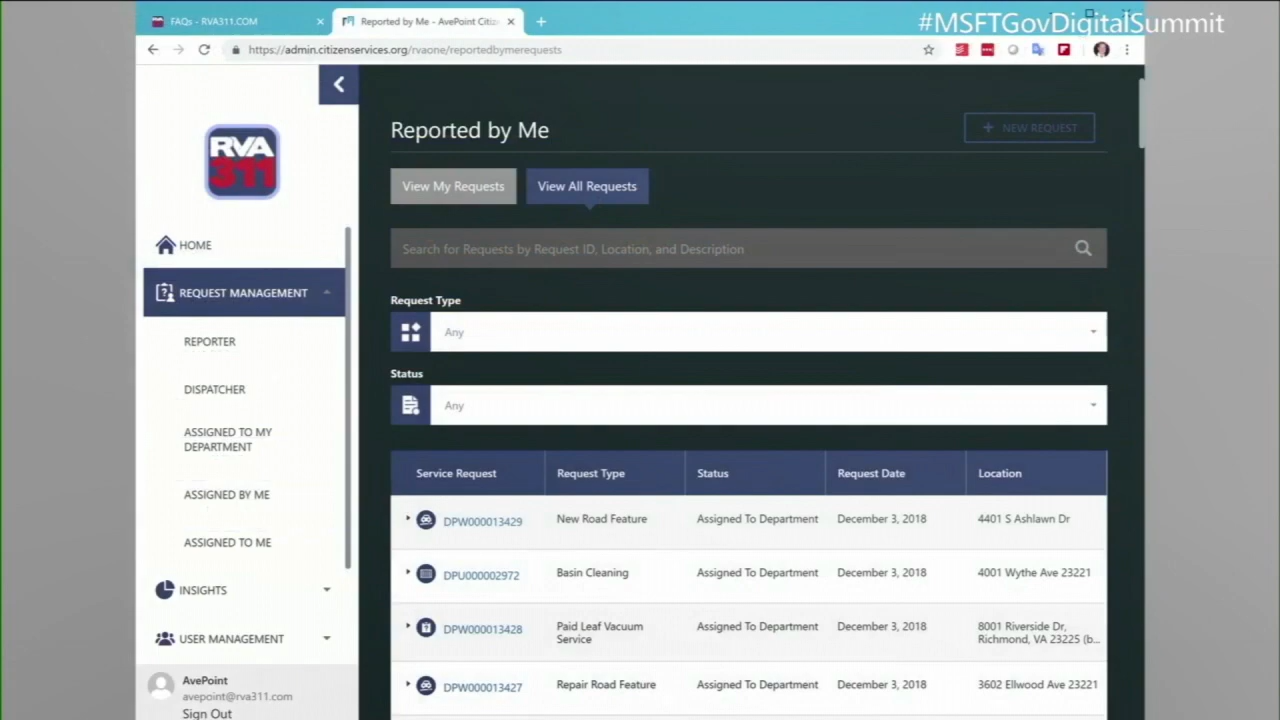 #MSFTGovDigitalSummit
FAQs - RVA311.COM
Reported by Me - AvePoint Citiz
https://admin.citizenservices.org/rvaone/reportedbymerequests
RVA
311
HOME
REQUEST MANAGEMENT
REPORTER
DISPATCHER
ASSIGNED TO MY
DEPARTMENT
ASSIGNED BY ME
ASSIGNED TO ME
INSIGHTS
USER MANAGEMENT
AvePoint
avepoint@rva311.com
Sign Out
Reported by Me
+ NEW REQUEST
View My Requests
View All Requests
Search for Requests by Request ID, Location, and Description
Request Type
Any
Status
Any
Service Request Request Type Status Request Date Location
DPW000013429 New Road Feature Assigned To Department December 3, 2018 4401 S Ashlawn Dr
DPU000002972 Basin Cleaning Assigned To Department December 3, 2018 4001 Wythe Ave 23221
DPW000013428 Paid Leaf Vacuum Assigned To Department December 3, 2018 8001 Riverside Dr,
Service Richmond, VA 23225 (b...
DPW000013427 Repair Road Feature Assigned To Department December 3, 2018 3602 Ellwood Ave 23221